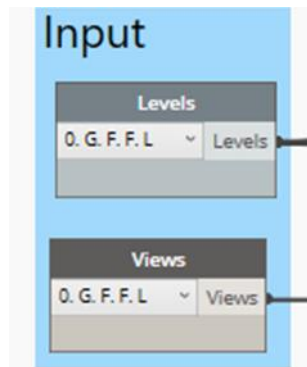 Input
Levels
0. G. F. F. L Levels
Views
0. G. F. F. L Views